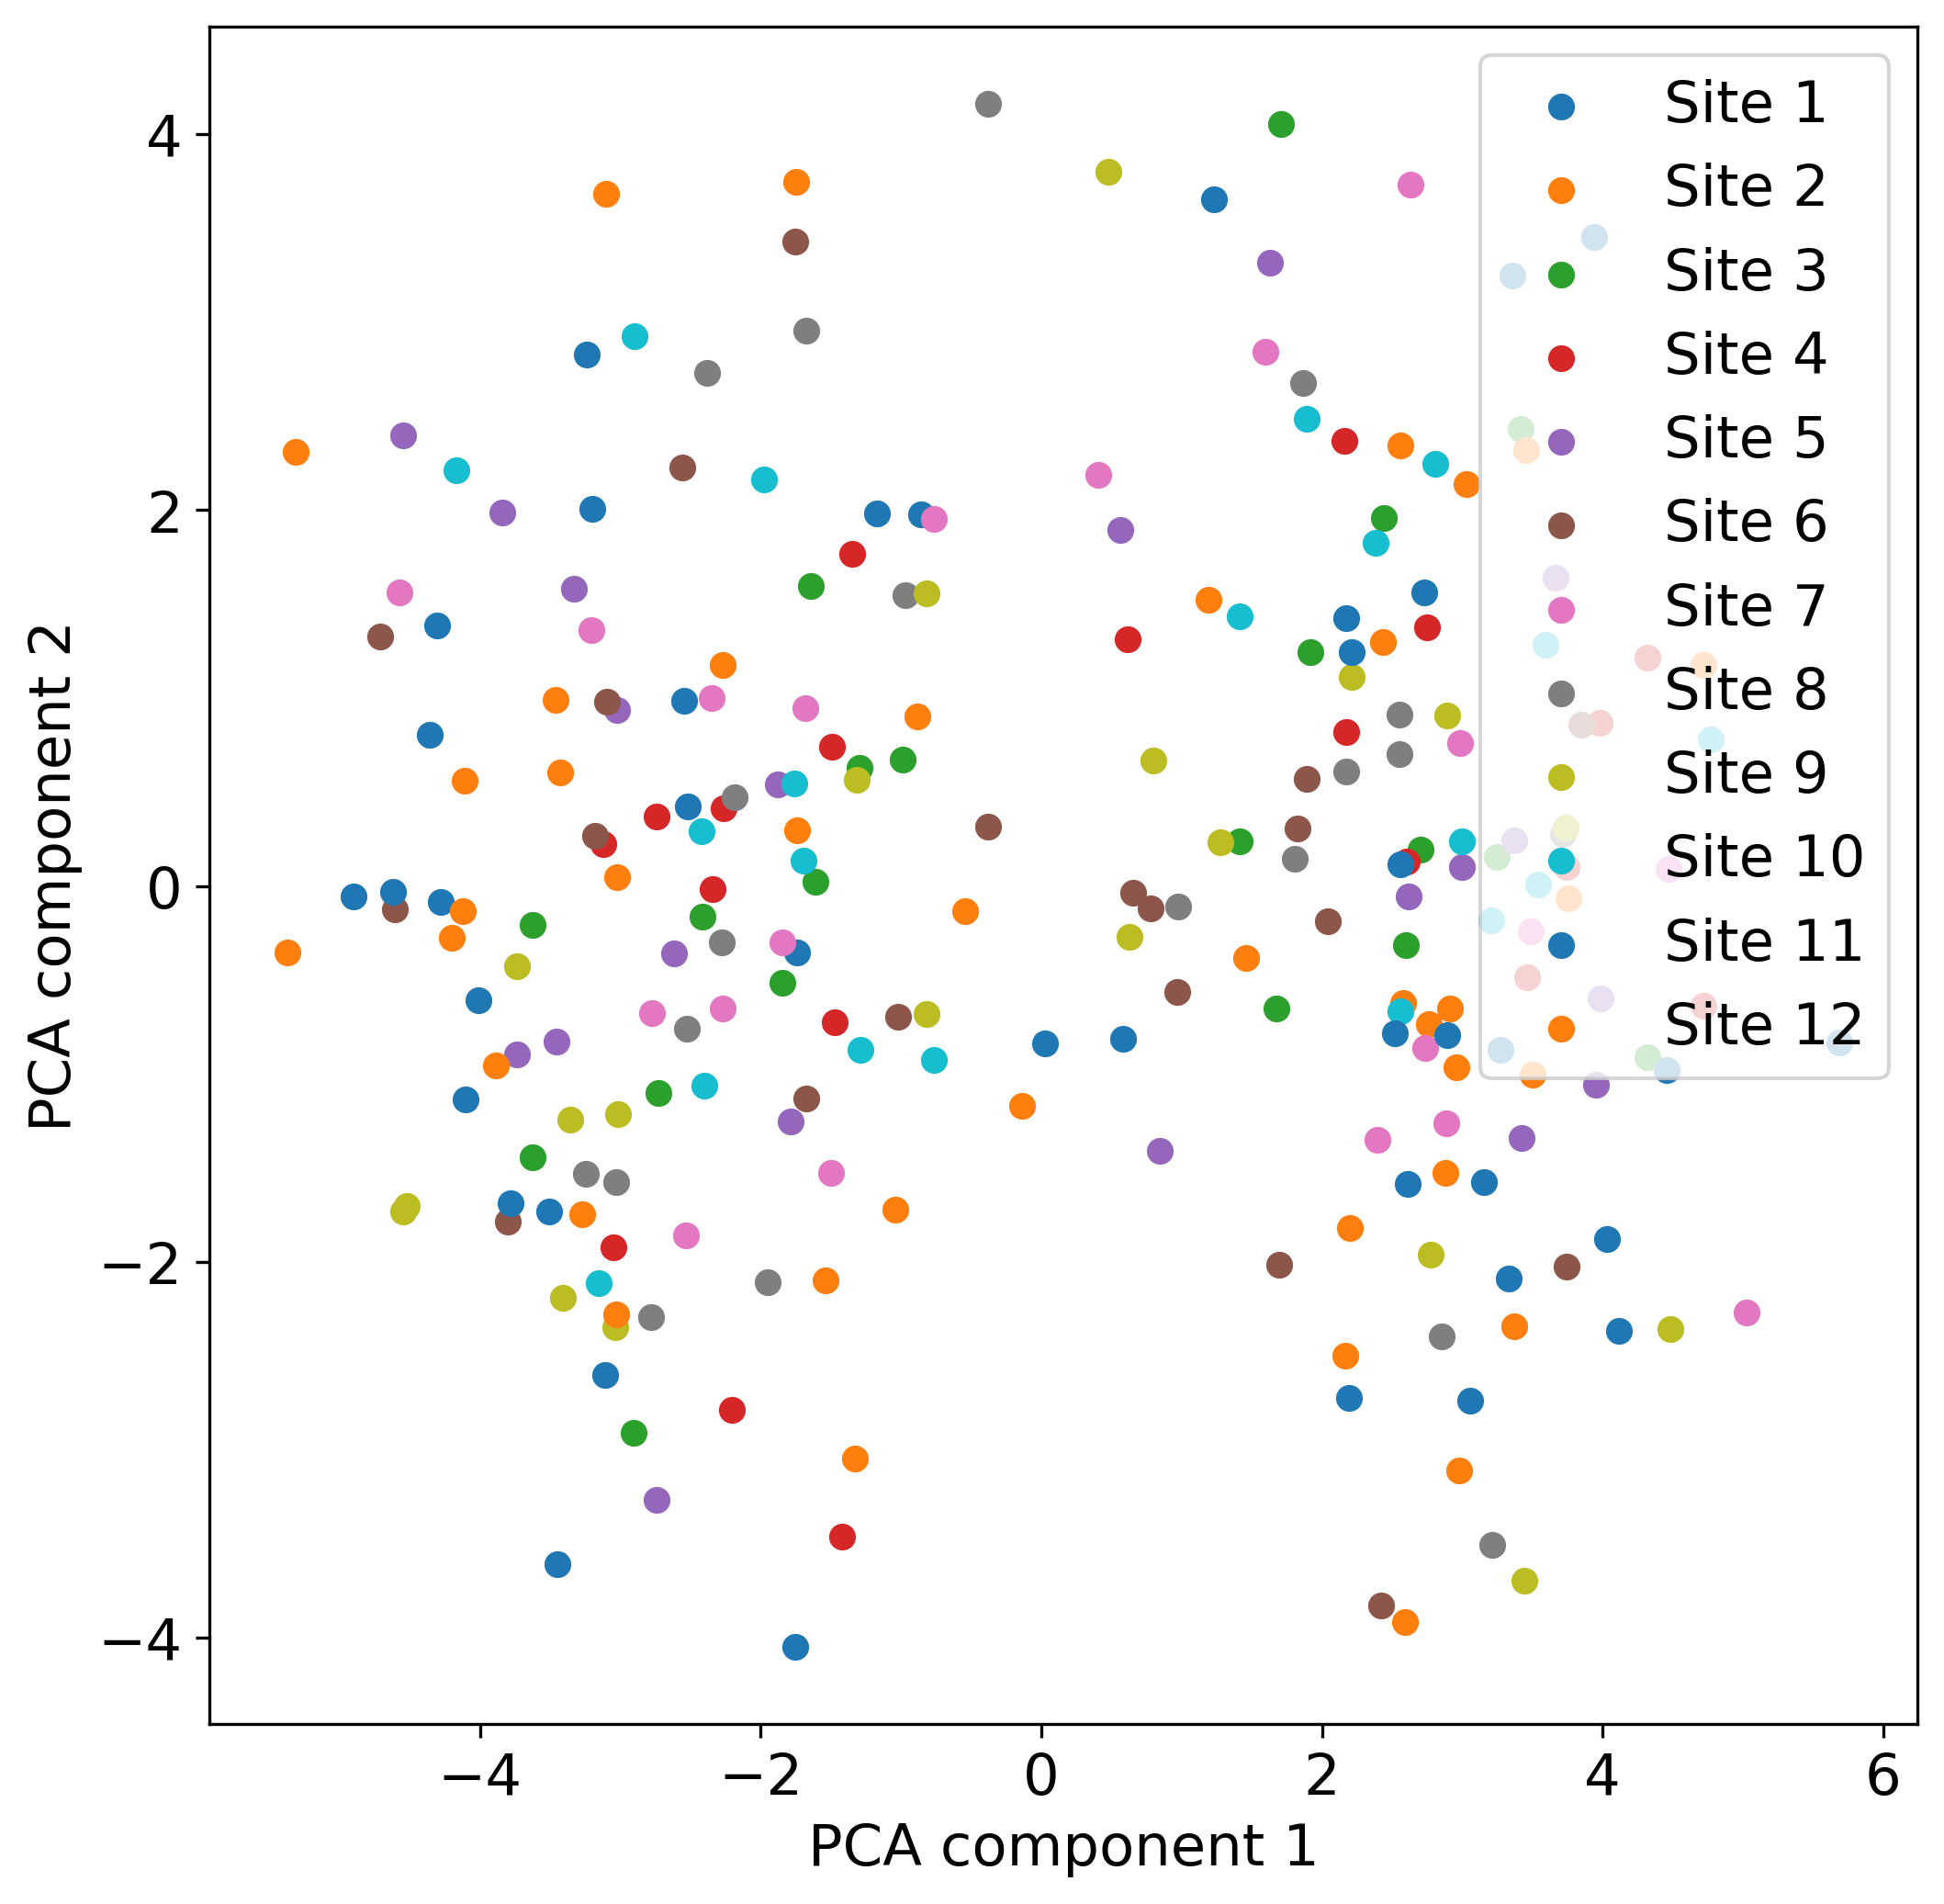 Site 1
Site 2
Site 3
Site 4
Site 5
Site 6
Site 7
Site 8
Site 9
Site 10
Site 11
Site 12
4
2
0
−2
−4
PCA component 2
−4 −2 0 2 4 6
PCA component 1